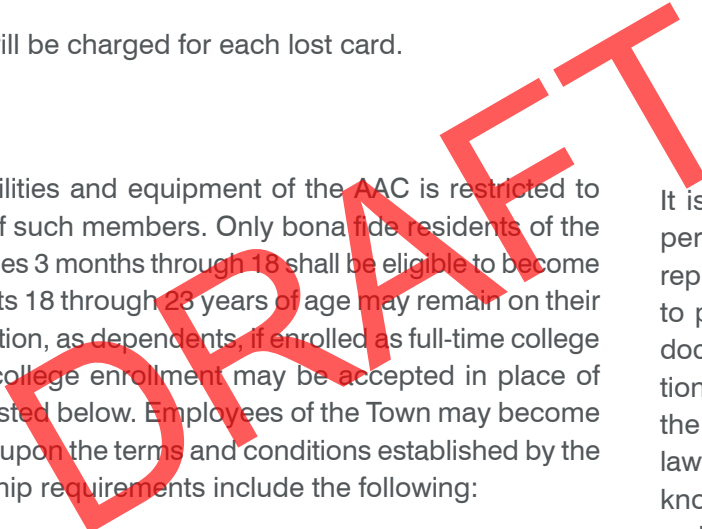 ill be charged for each lost card.
ilities and equipment of the AAC is restricted to
f such members. Only bona fide residents of the
es 3 months through 18 shall be eligible to become
ts 18 through 23 years of age may remain on their
tion, as dependents, if enrolled as full-time college
college enrollment may be accepted in place of
sted below. Employees of the Town may become
upon the terms and conditions established by the
hip requirements include the following:
It is
per
rep
to p
doc
tion
the
law
kno
DRAFT